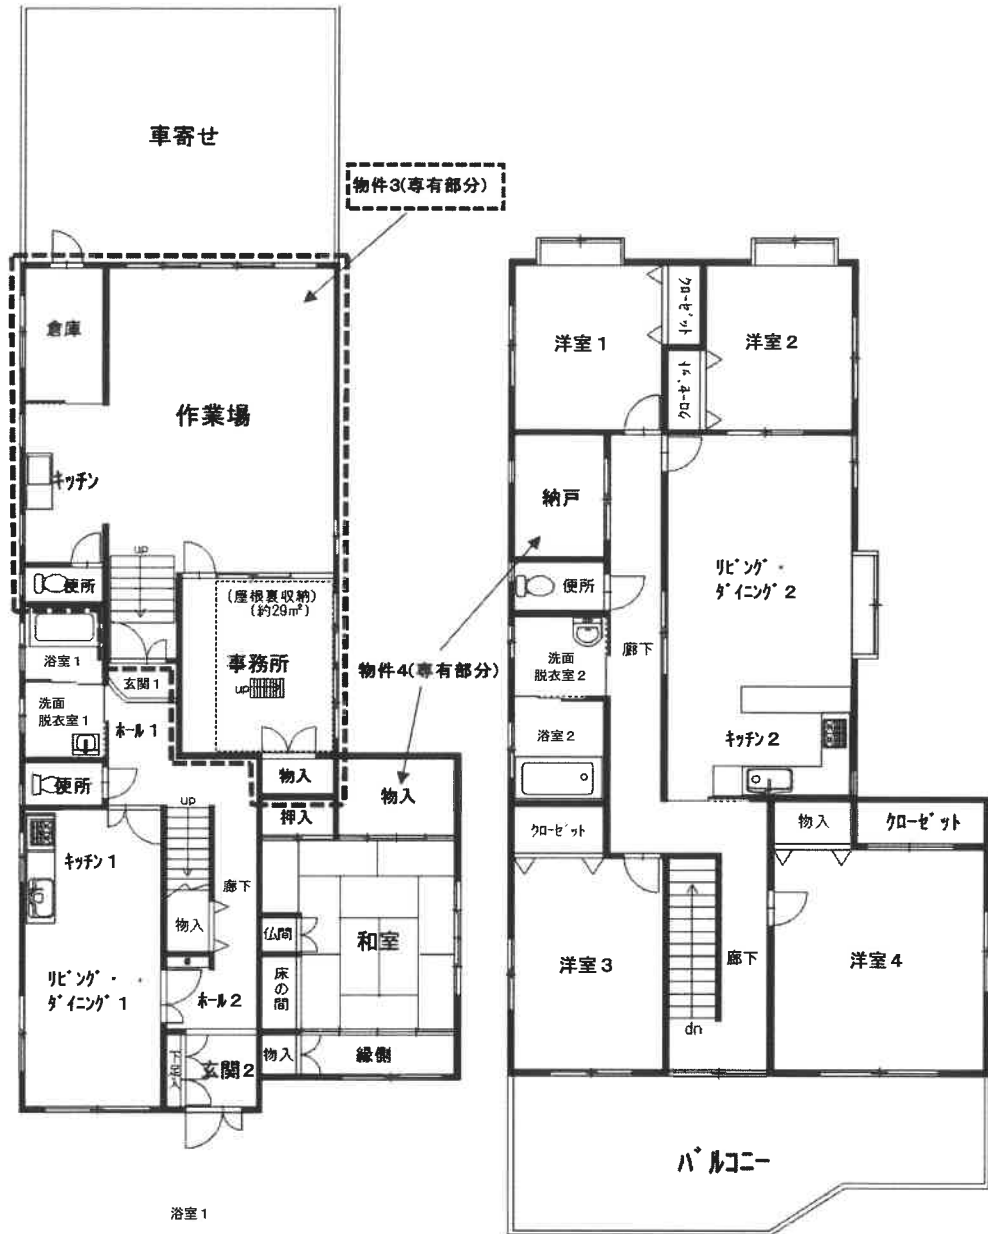 車寄せ
物件3(専有部分)
倉庫
作業場
キッチン
up
便所
(屋根裏収納)
(約29㎡)
事務所
up
浴室1
玄関1
洗面
脱衣室1
ホール1
便所
物入
押入
物入
up
キッチン1
廊下
物入
仏間
和室
床の間
リビング・
ダイニング1
ホール2
下足入
玄関2
物入
縁側
浴室1
物件4(専有部分)
洋室1
クローゼット
クローゼット
洋室2
納戸
便所
リビング・
ダイニング2
洗面
脱衣室2
廊下
浴室2
キッチン2
クローゼット
物入
クローゼット
洋室3
廊下
洋室4
dn
バルコニー